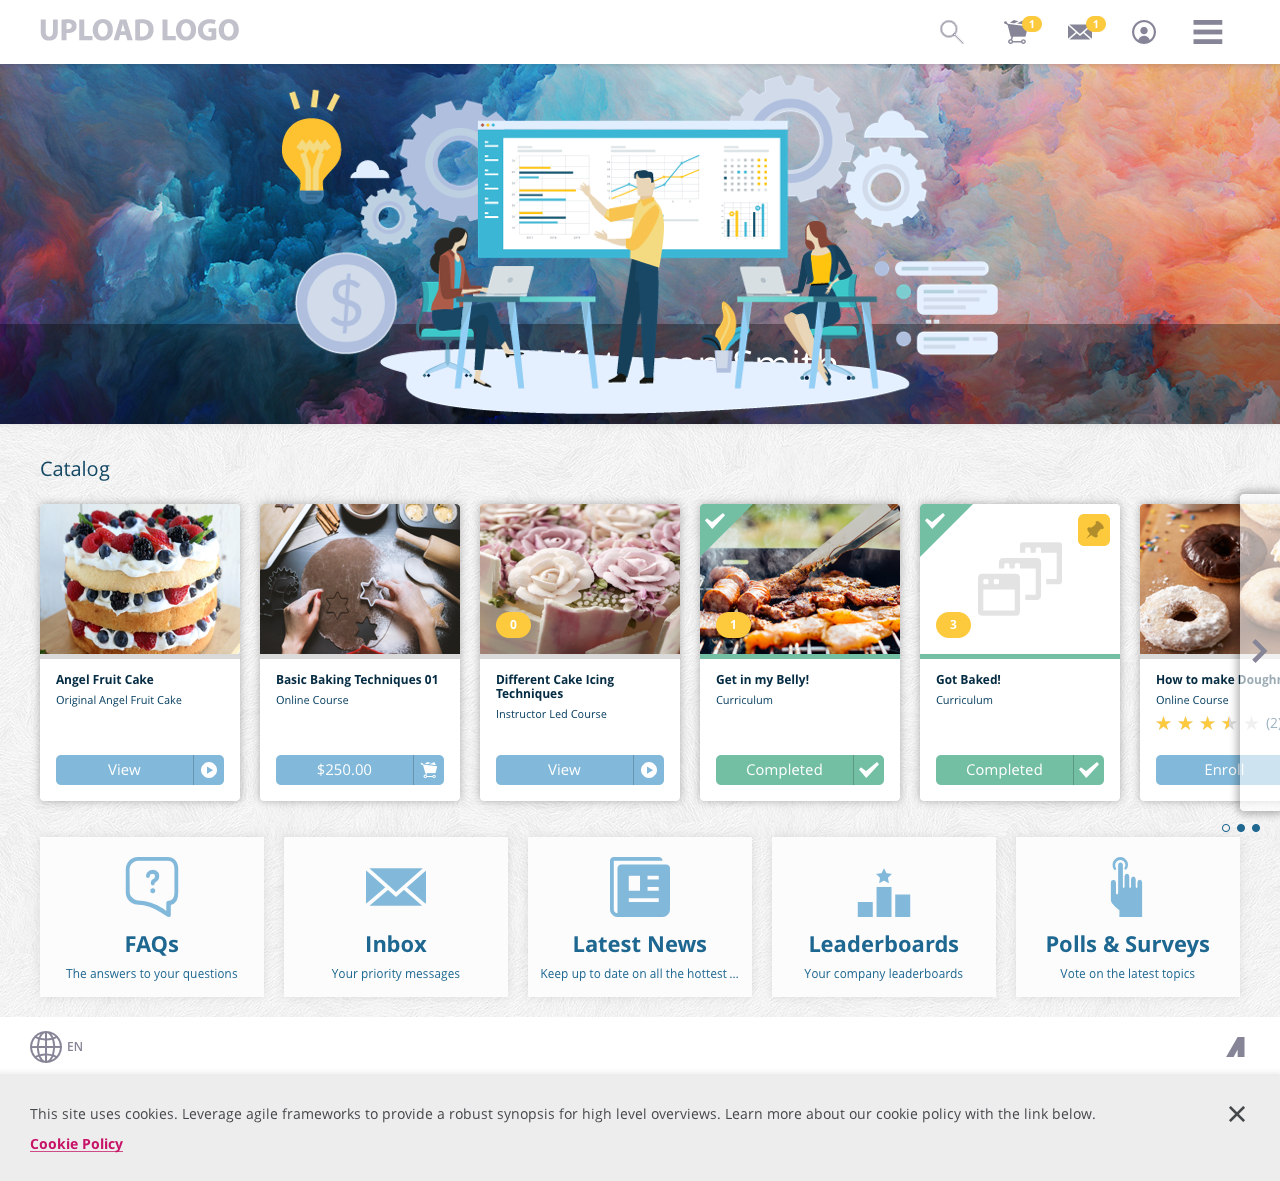 UPLOAD LOGO
1
1
Smith
Catalog
0
1
3
Angel Fruit Cake
Original Angel Fruit Cake
View
Basic Baking Techniques 01
Online Course
$250.00
Different Cake Icing
Techniques
Instructor Led Course
View
Get in my Belly!
Curriculum
Completed
Got Baked!
Curriculum
Completed
How to make Doughn
Online Course
(2)
Enroll
FAQs
The answers to your questions
Inbox
Your priority messages
Latest News
Keep up to date on all the hottest ...
Leaderboards
Your company leaderboards
Polls & Surveys
Vote on the latest topics
EN
This site uses cookies. Leverage agile frameworks to provide a robust synopsis for high level overviews. Learn more about our cookie policy with the link below.
Cookie Policy